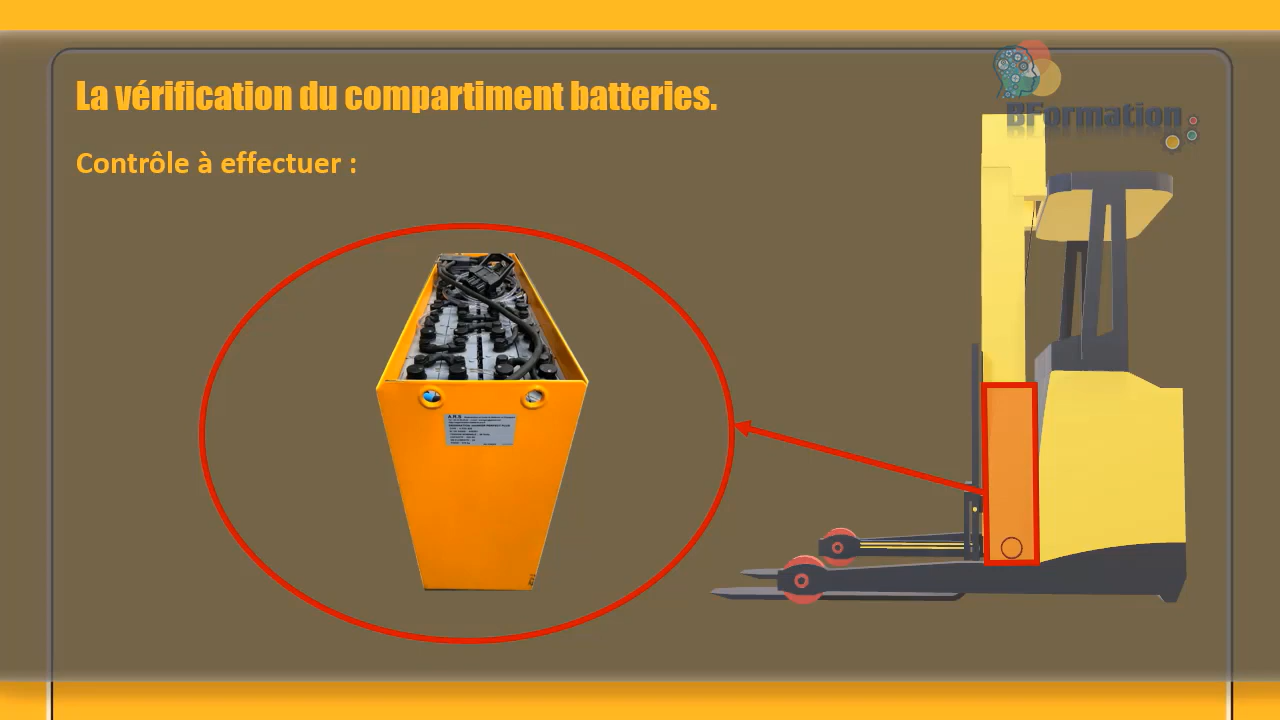 La vérification du compartiment batteries.
BFormation
Contrôle à effectuer :
A.M.S